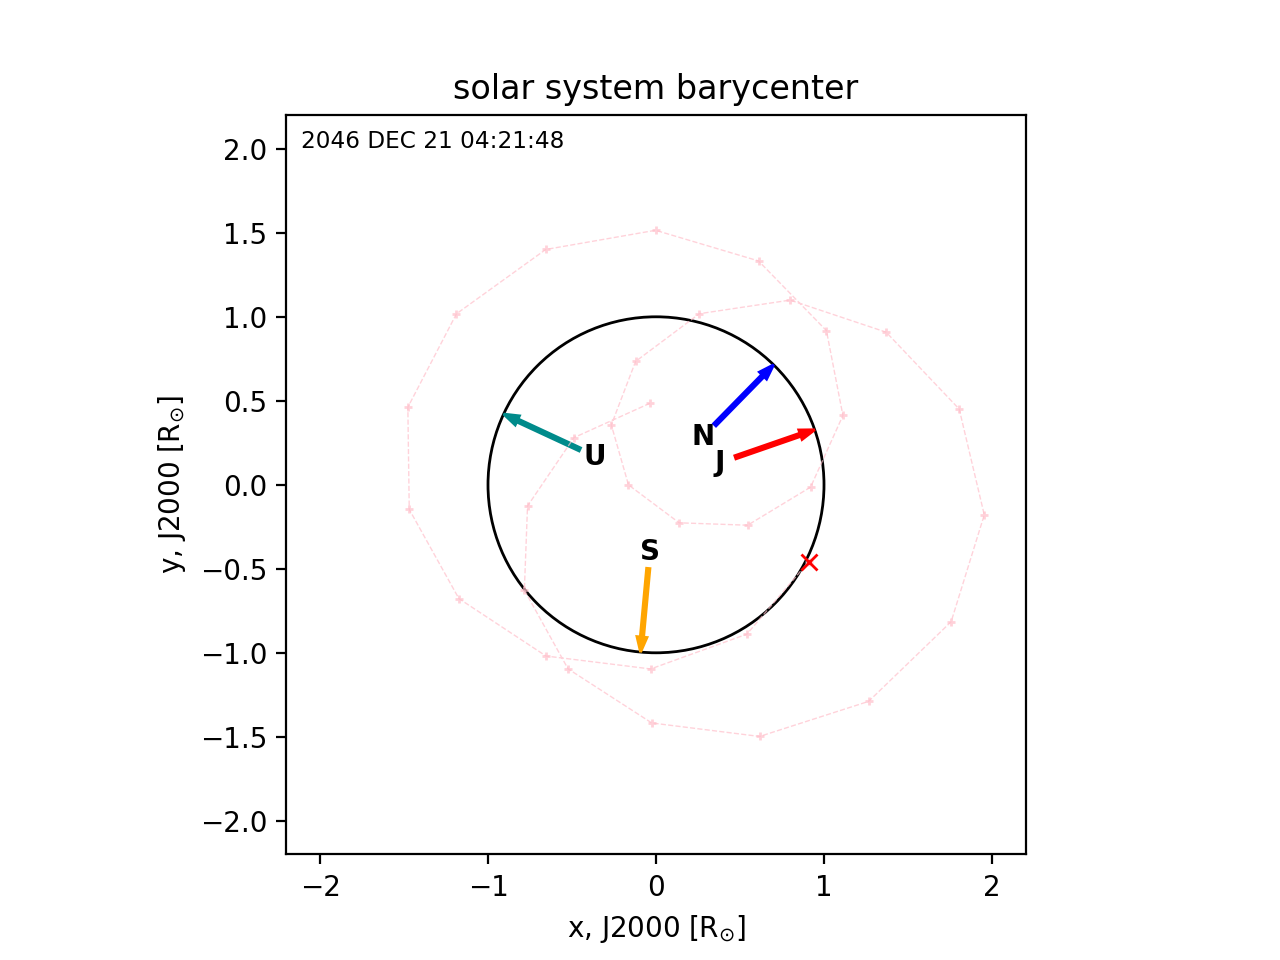 solar system barycenter
2046 DEC 21 04:21:48
2.0
1.5
1.0
0.5
0.0
−0.5
−1.0
−1.5
−2.0
y, J2000 [R☉]
N
J
U
S
−2
−1
0
1
2
x, J2000 [R☉]